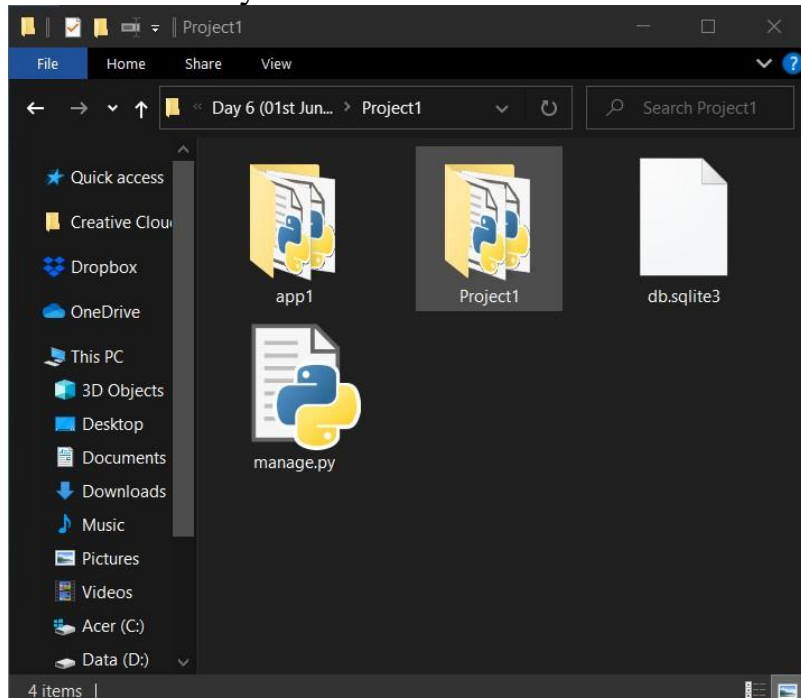 y
Project1
File Home Share View
« Day 6 (01st Jun... > Project1
Search Project1
Quick access
Creative Clou
Dropbox
OneDrive
This PC
3D Objects
Desktop
Documents
Downloads
Music
Pictures
Videos
Acer (C:)
Data (D:)
app1 Project1 db.sqlite3
manage.py
4 items